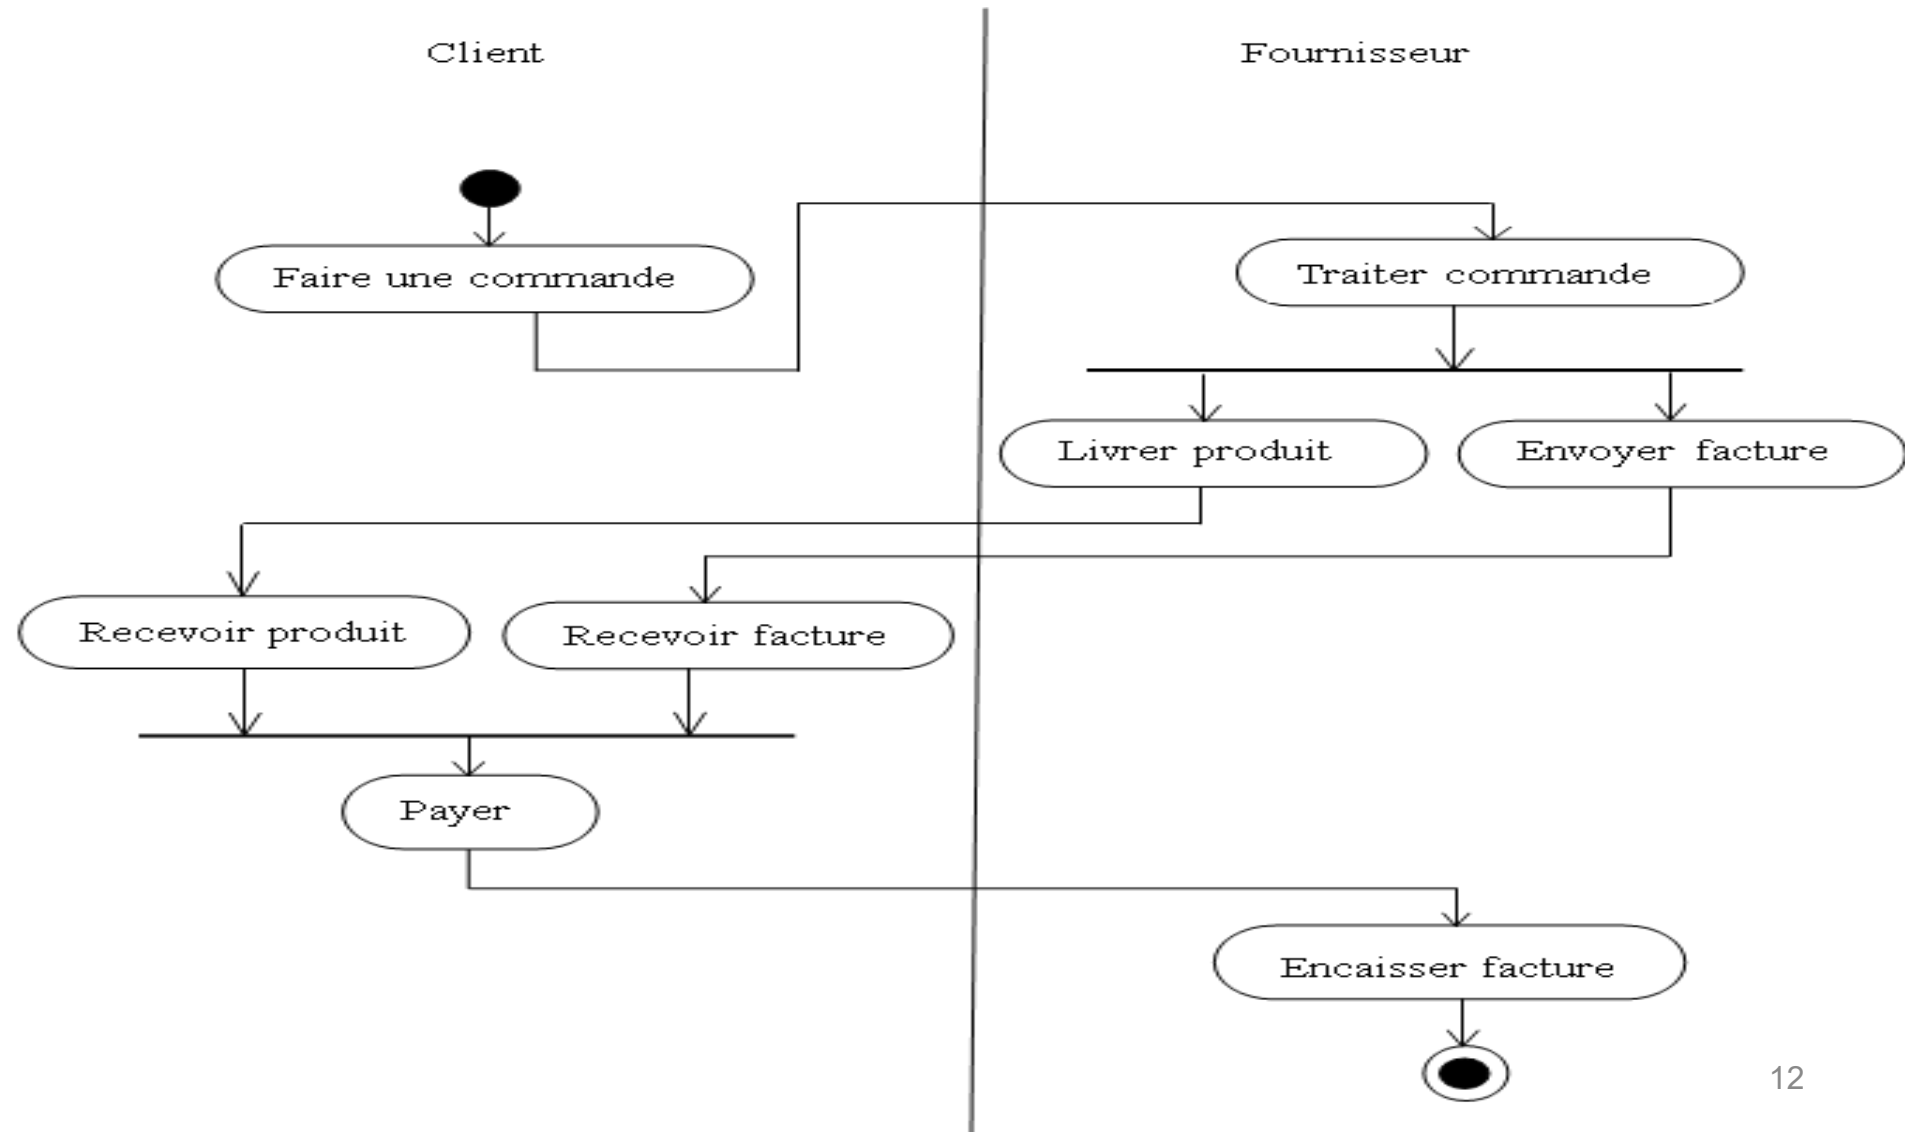 Client
Fournisseur
Faire une commande
Traiter commande
Livrer produit
Envoyer facture
Recevoir produit
Recevoir facture
Payer
Encaisser facture
12